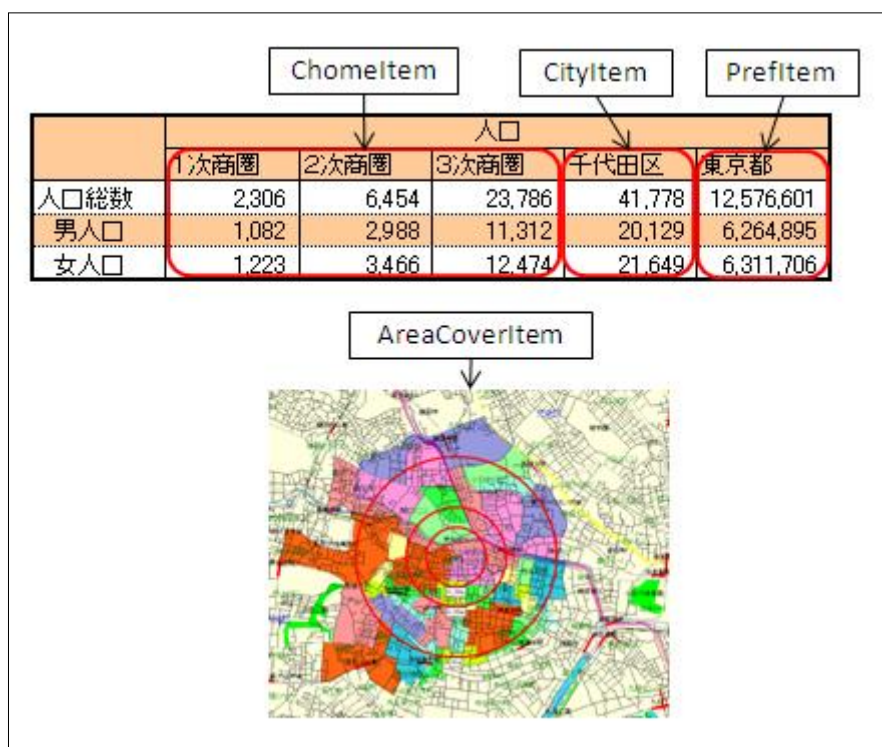 ChomeItem CityItem PrefItem
人口
1次商圏 2次商圏 3次商圏 千代田区 東京都
人口総数 2,306 6,454 23,786 41,778 12,576,601
男人口 1,082 2,988 11,312 20,129 6,264,895
女人口 1,223 3,466 12,474 21,649 6,311,706
AreaCoverItem